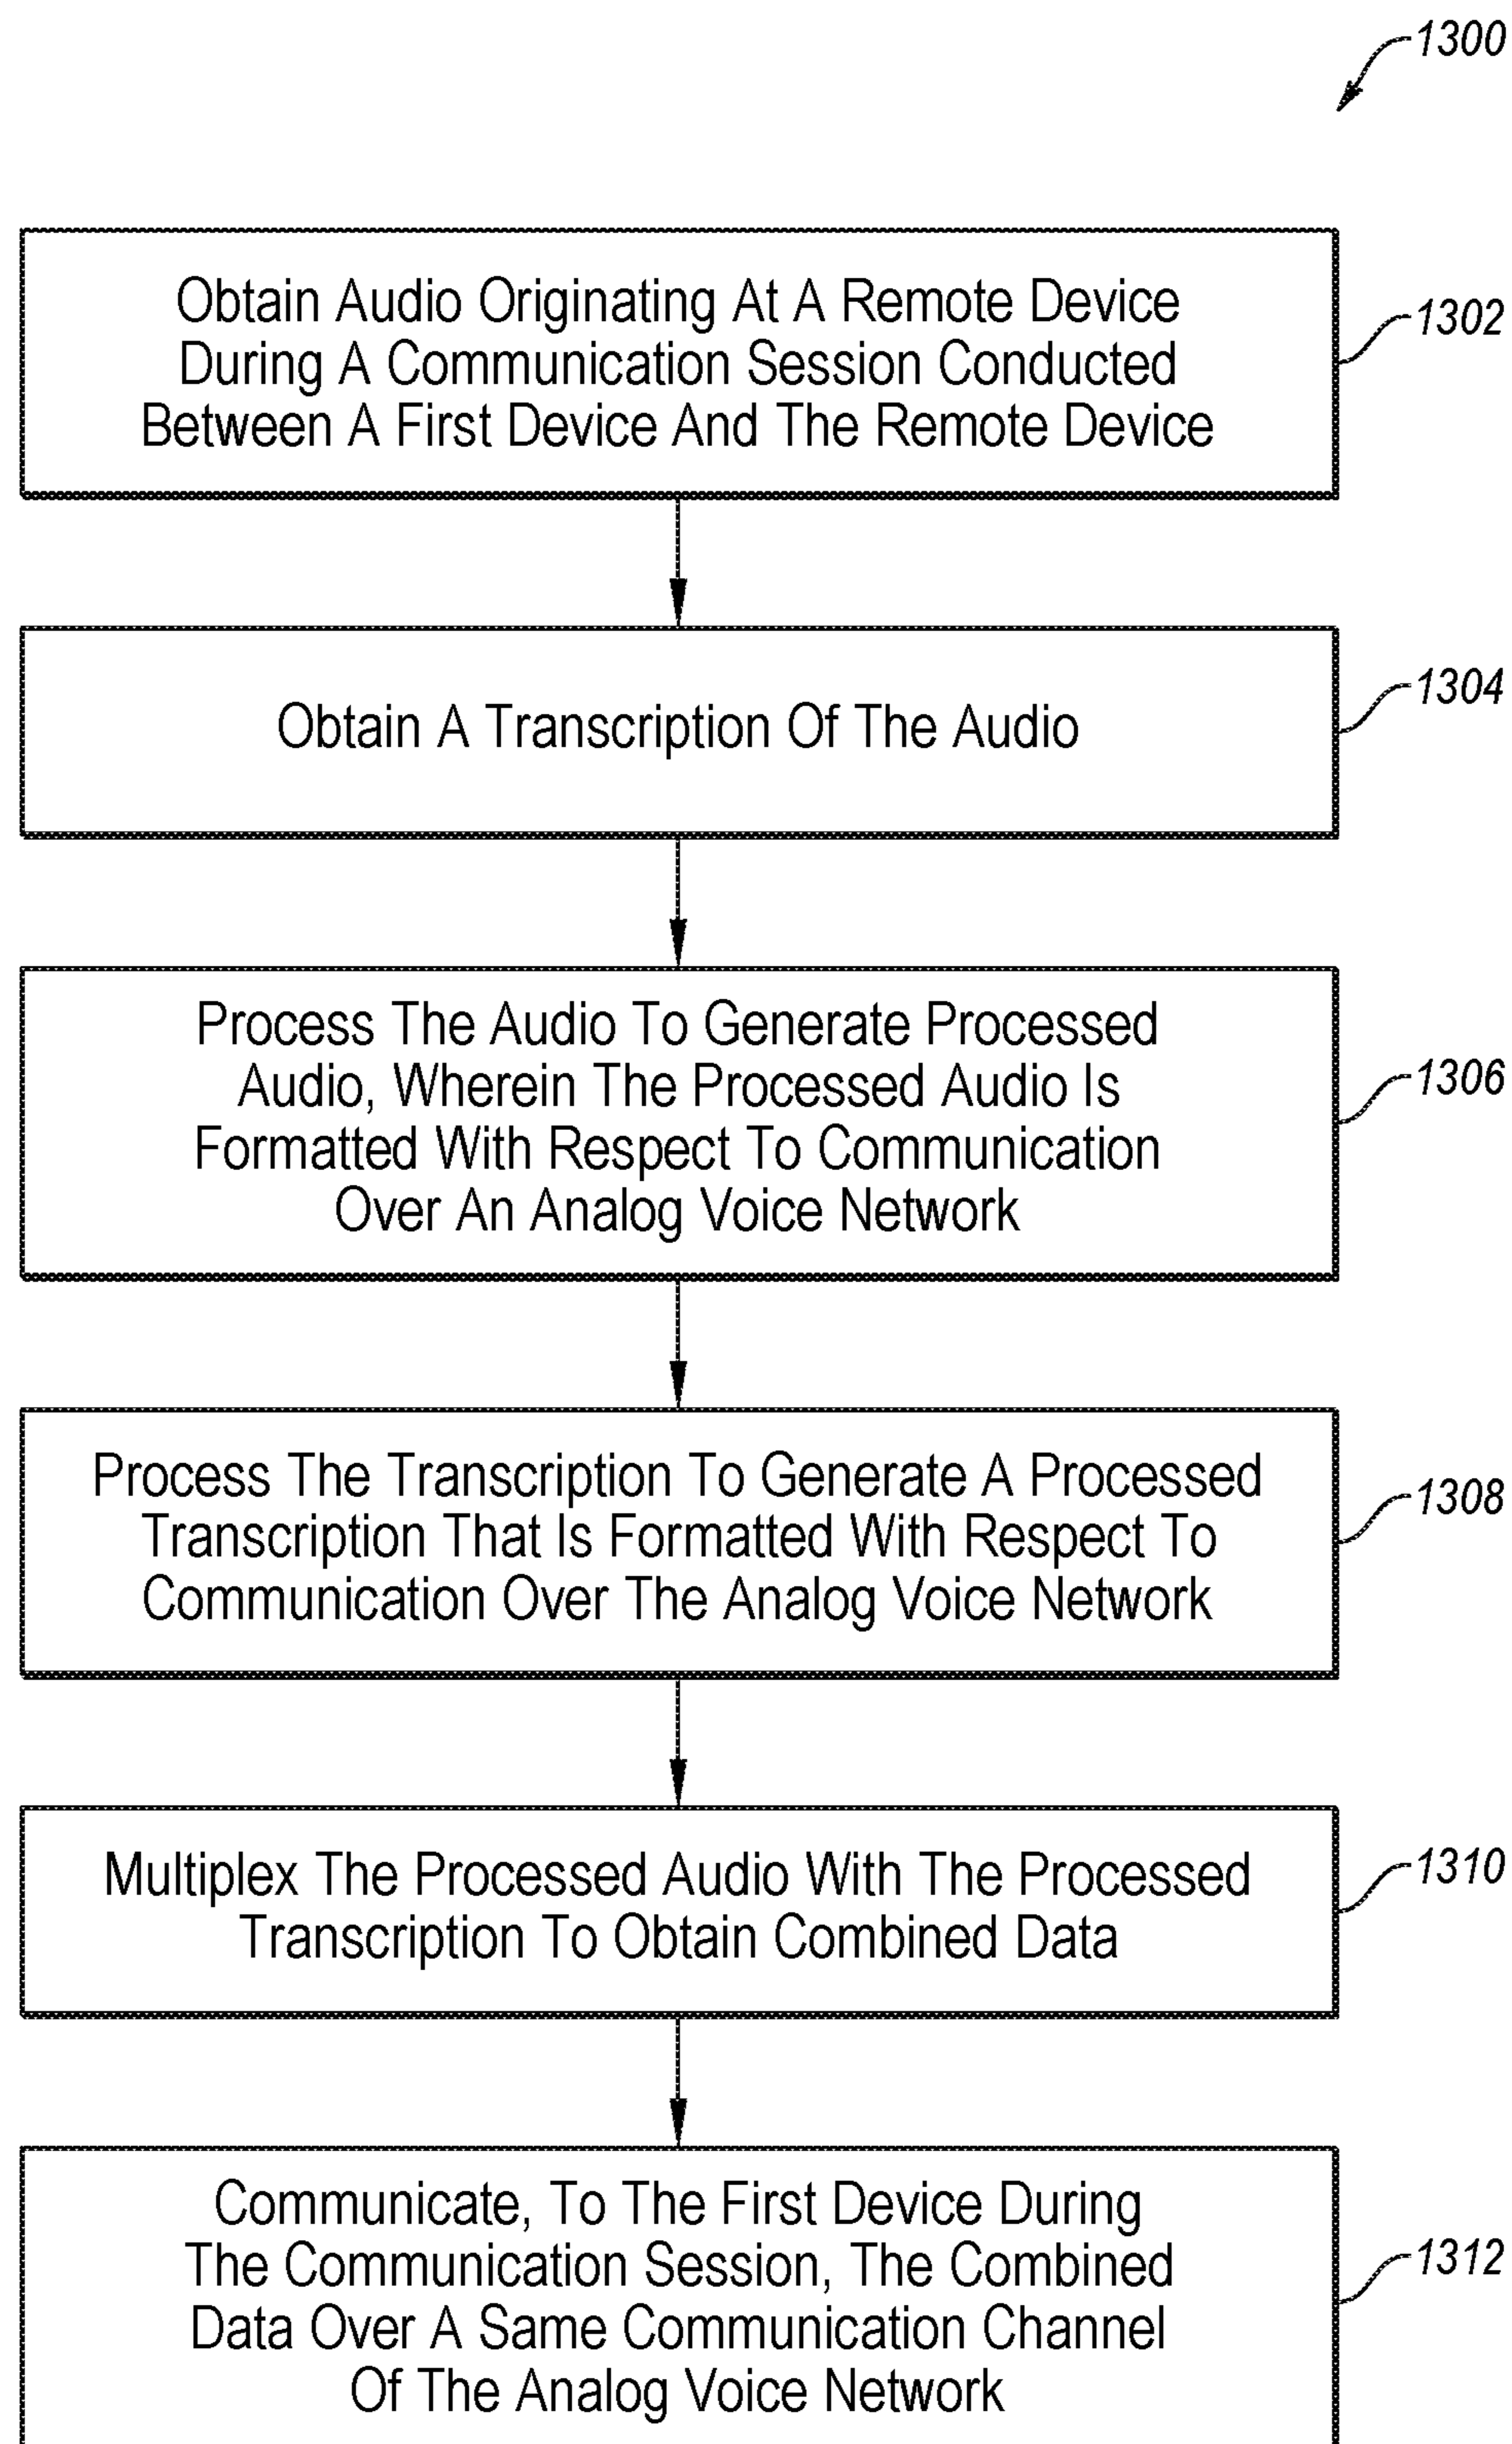 1300
Obtain Audio Originating At A Remote Device
During A Communication Session Conducted
Between A First Device And The Remote Device
1302
Obtain A Transcription Of The Audio
1304
Process The Audio To Generate Processed
Audio, Wherein The Processed Audio Is
Formatted With Respect To Communication
Over An Analog Voice Network
1306
Process The Transcription To Generate A Processed
Transcription That Is Formatted With Respect To
Communication Over The Analog Voice Network
1308
Multiplex The Processed Audio With The Processed
Transcription To Obtain Combined Data
1310
Communicate, To The First Device During
The Communication Session, The Combined
Data Over A Same Communication Channel
Of The Analog Voice Network
1312